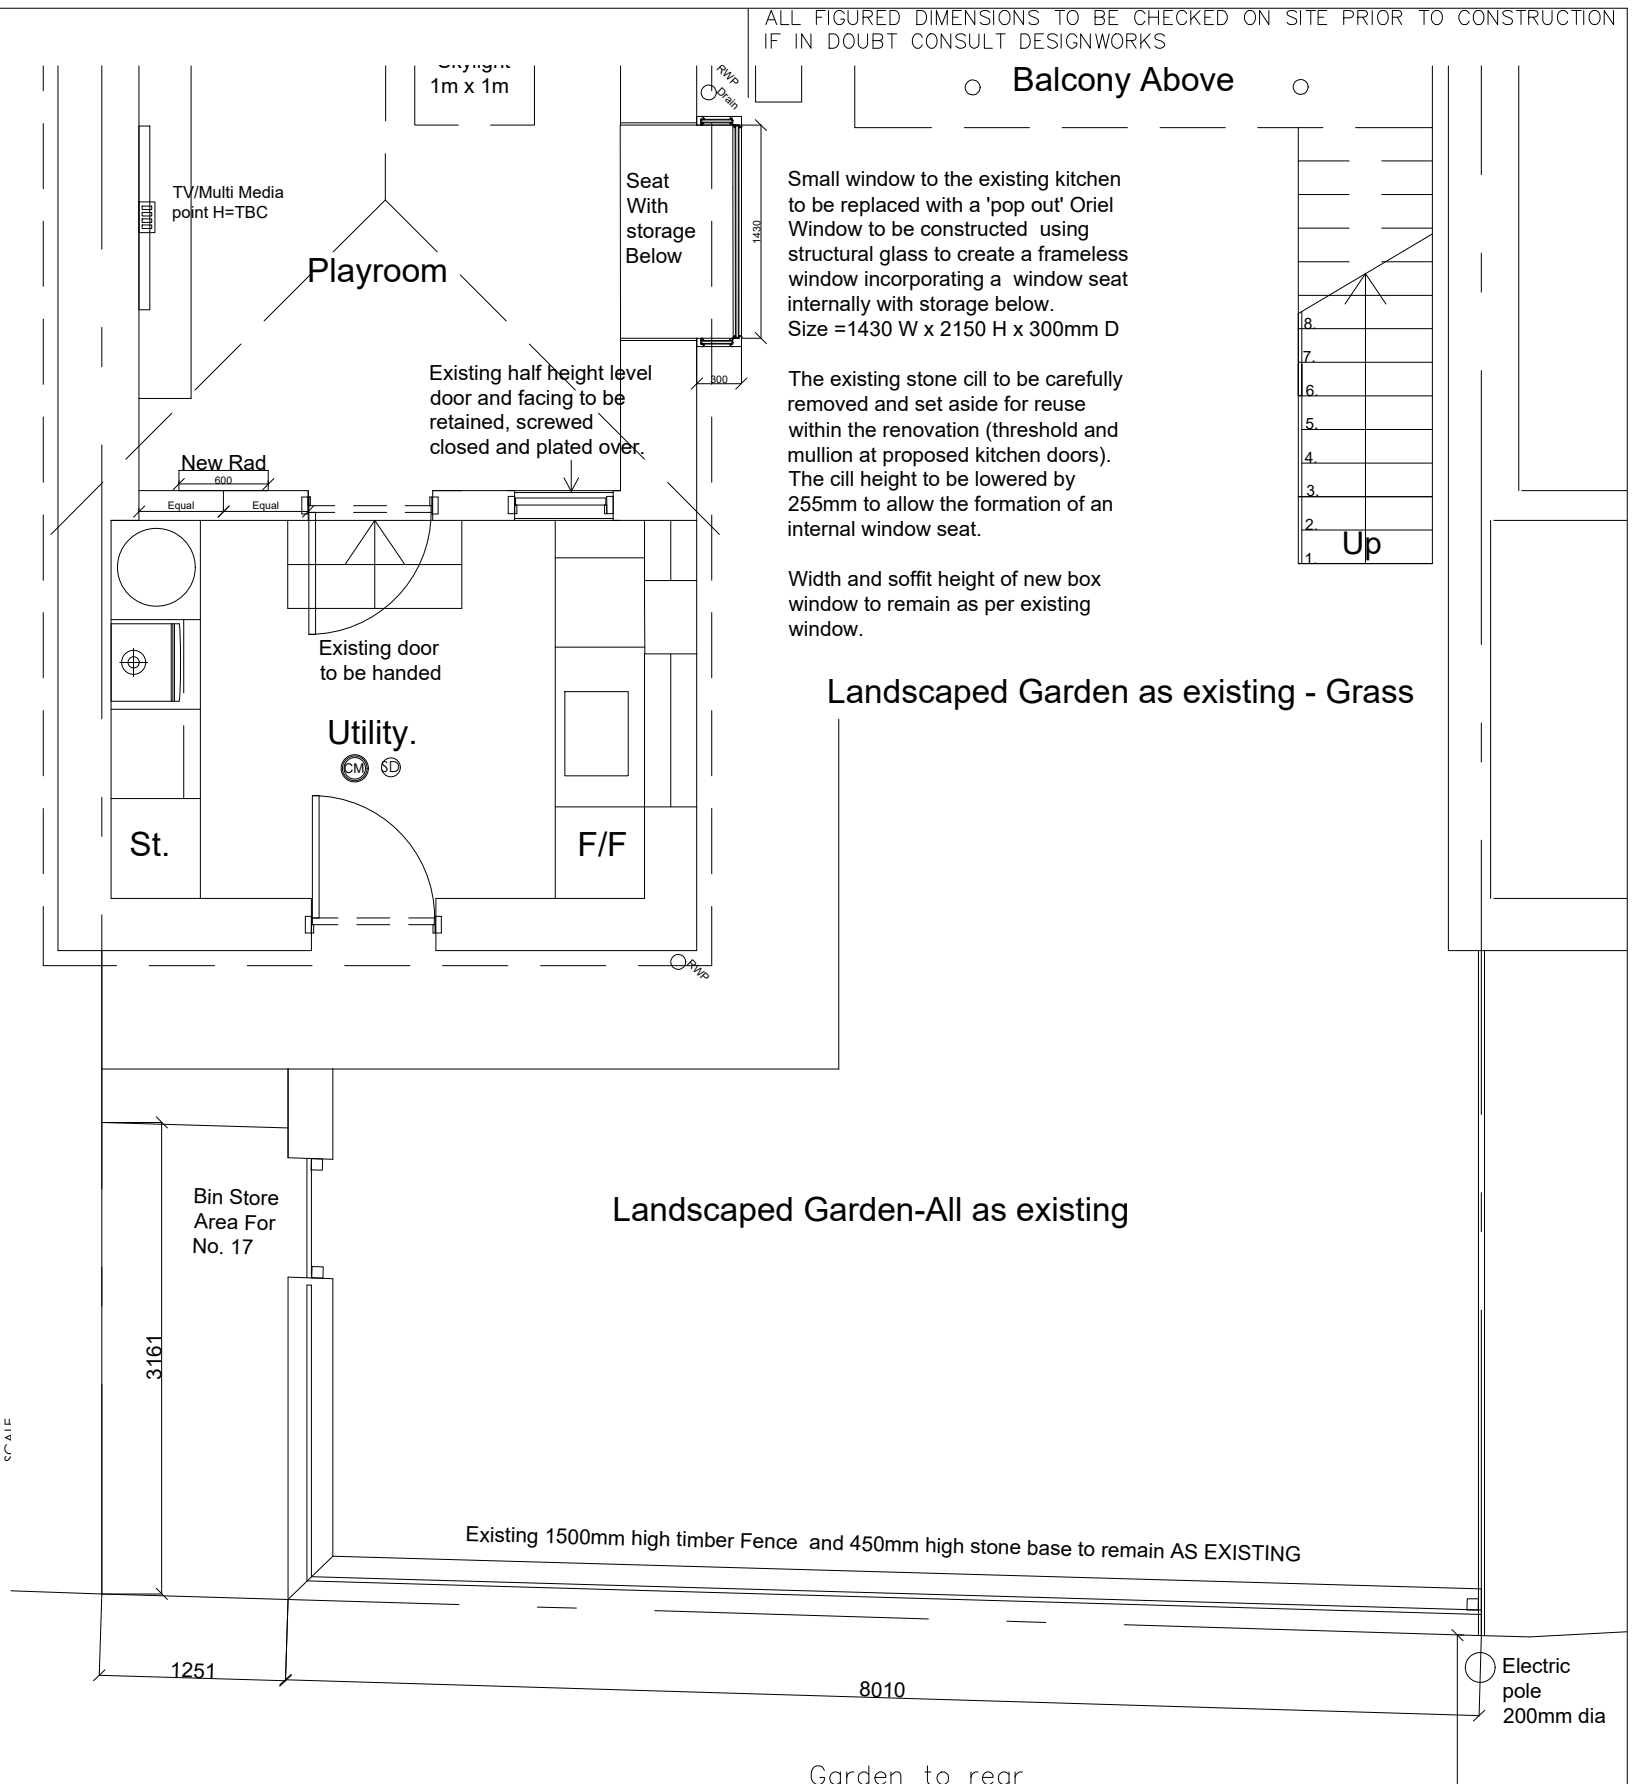 ALL FIGURED DIMENSIONS TO BE CHECKED ON SITE PRIOR TO CONSTRUCTION
IF IN DOUBT CONSULT DESIGNWORKS
Skylight
1m x 1m
RWP
Drain
Balcony Above
TV/Multi Media
point H=TBC
Playroom
Seat
With
storage
Below
1430
300
Small window to the existing kitchen
to be replaced with a 'pop out' Oriel
Window to be constructed using
structural glass to create a frameless
window incorporating a window seat
internally with storage below.
Size =1430 W x 2150 H x 300mm D
The existing stone cill to be carefully
removed and set aside for reuse
within the renovation (threshold and
mullion at proposed kitchen doors).
The cill height to be lowered by
255mm to allow the formation of an
internal window seat.
Width and soffit height of new box
window to remain as per existing
window.
8.
7.
6.
5.
4.
3.
2.
1.
Up
Existing half height level
door and facing to be
retained, screwed
closed and plated over.
New Rad
600
Equal
Equal
Existing door
to be handed
Utility.
CM
SD
St.
F/F
RWP
Landscaped Garden as existing - Grass
Landscaped Garden-All as existing
Bin Store
Area For
No. 17
3161
SCALE
Existing 1500mm high timber Fence and 450mm high stone base to remain AS EXISTING
1251
8010
Electric
pole
200mm dia
Garden to rear